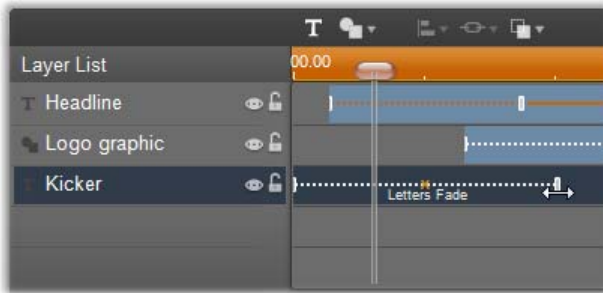 T
Layer List
00.00
T Headline
Logo graphic
T Kicker
Letters Fade